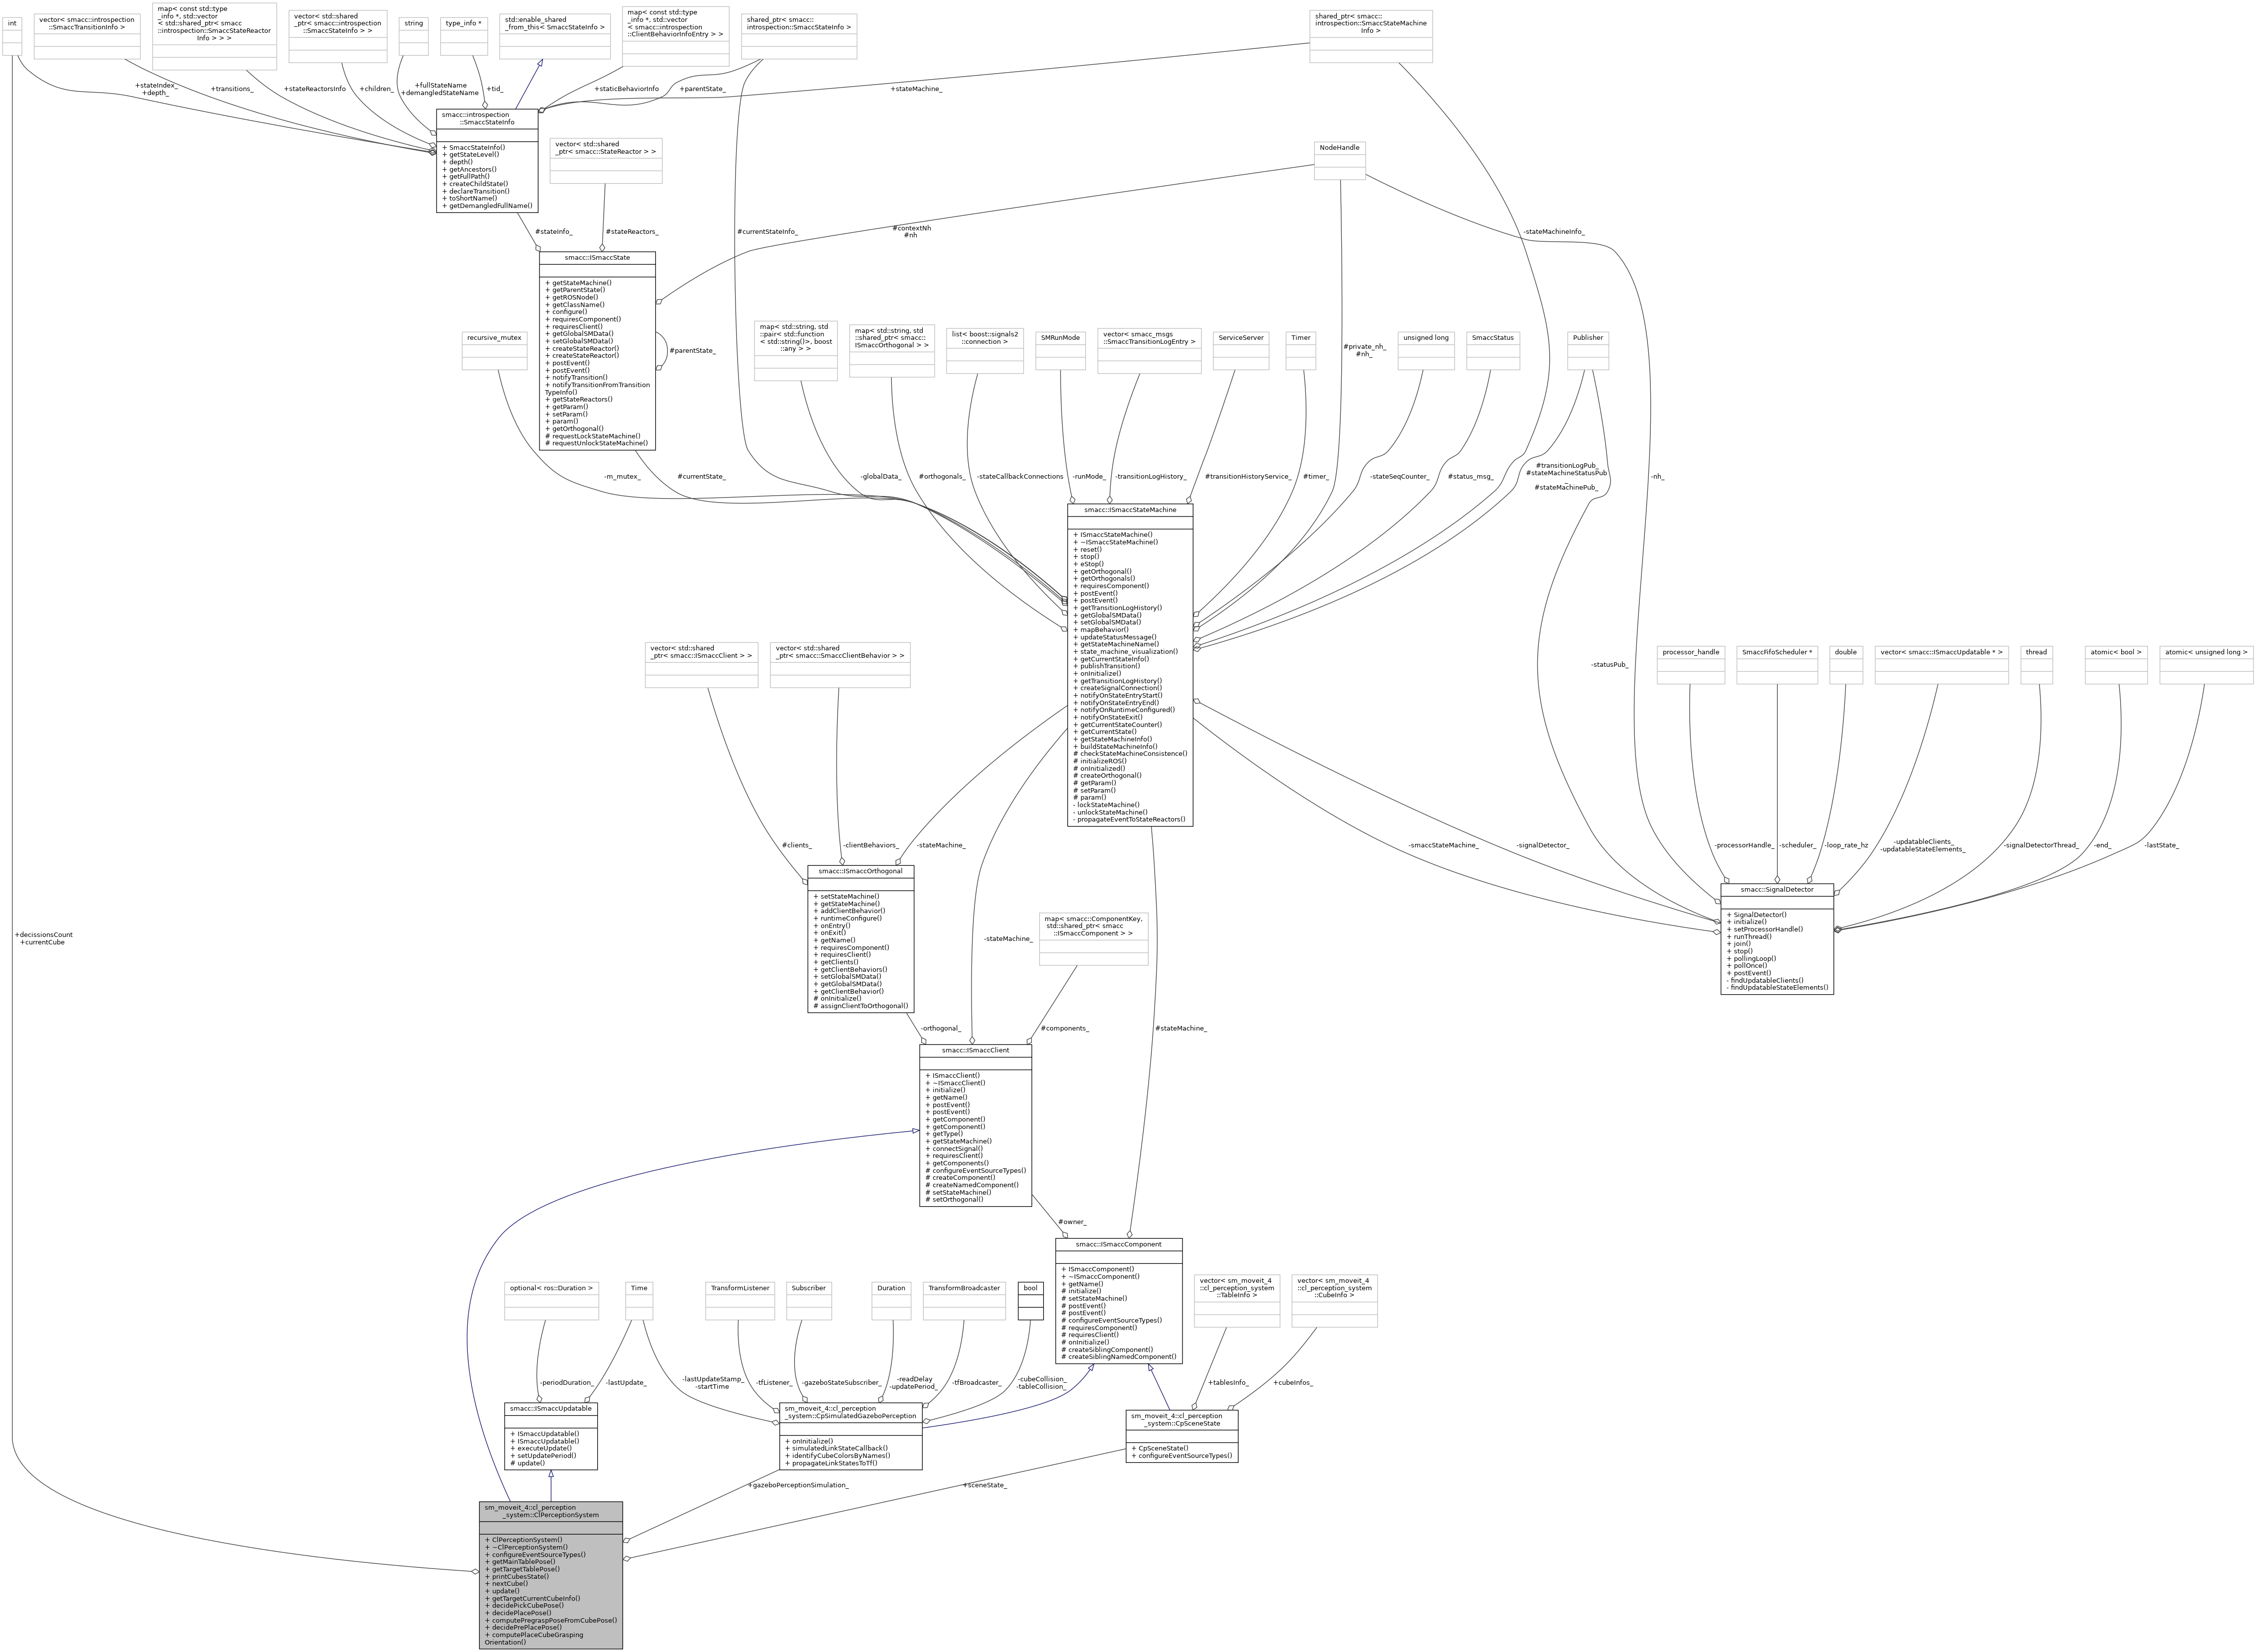 int
vector< smacc::introspection
::SmaccTransitionInfo >
map< const std::type
_info *, std::vector
< std::shared_ptr< smacc
::introspection::SmaccStateReactor
Info > > >
vector< std::shared
_ptr< smacc::introspection
::SmaccStateInfo > >
string
type_info *
std::enable_shared
_from_this< SmaccStateInfo >
map< const std::type
_info *, std::vector
< smacc::introspection
::ClientBehaviorInfoEntry > >
shared_ptr< smacc::
introspection::SmaccStateInfo >
shared_ptr< smacc::
introspection::SmaccStateMachine
Info >
+stateIndex_
+depth_
+transitions_
+stateReactorsInfo
+children_
+fullStateName
+demangledStateName
+tid_
+staticBehaviorInfo
+parentState_
+stateMachine_
smacc::introspection
::SmaccStateInfo
+ SmaccStateInfo()
+ getStateLevel()
+ depth()
+ getAncestors()
+ getFullPath()
+ createChildState()
+ declareTransition()
+ toShortName()
+ getDemangledFullName()
vector< std::shared
_ptr< smacc::StateReactor > >
NodeHandle
#stateInfo_
#stateReactors_
#currentStateInfo_
#contextNh
#nh
-stateMachineInfo_
smacc::ISmaccState
+ getStateMachine()
+ getParentState()
+ getROSNode()
+ getClassName()
+ configure()
+ requiresComponent()
+ requiresClient()
+ getGlobalSMData()
+ setGlobalSMData()
+ createStateReactor()
+ createStateReactor()
+ postEvent()
+ postEvent()
+ notifyTransition()
+ notifyTransitionFromTransition
TypeInfo()
+ getStateReactors()
+ getParam()
+ setParam()
+ param()
+ getOrthogonal()
# requestLockStateMachine()
# requestUnlockStateMachine()
#parentState_
recursive_mutex
map< std::string, std
::pair< std::function
< std::string()>, boost
::any > >
map< std::string, std
::shared_ptr< smacc::
ISmaccOrthogonal > >
list< boost::signals2
::connection >
SMRunMode
vector< smacc_msgs
::SmaccTransitionLogEntry >
ServiceServer
Timer
#private_nh_
#nh_
unsigned long
SmaccStatus
Publisher
-m_mutex_
#currentState_
-globalData_
#orthogonals_
-stateCallbackConnections
-runMode_
-transitionLogHistory_
#transitionHistoryService_
#timer_
-stateSeqCounter_
#status_msg_
#transitionLogPub_
#stateMachineStatusPub
_
#stateMachinePub_
-nh_
smacc::ISmaccStateMachine
+ ISmaccStateMachine()
+ ~ISmaccStateMachine()
+ reset()
+ stop()
+ eStop()
+ getOrthogonal()
+ getOrthogonals()
+ requiresComponent()
+ postEvent()
+ postEvent()
+ getTransitionLogHistory()
+ getGlobalSMData()
+ setGlobalSMData()
+ mapBehavior()
+ updateStatusMessage()
+ getStateMachineName()
+ state_machine_visualization()
+ getCurrentStateInfo()
+ publishTransition()
+ onInitialize()
+ getTransitionLogHistory()
+ createSignalConnection()
+ notifyOnStateEntryStart()
+ notifyOnStateEntryEnd()
+ notifyOnRuntimeConfigured()
+ notifyOnStateExit()
+ getCurrentStateCounter()
+ getCurrentState()
+ getStateMachineInfo()
+ buildStateMachineInfo()
# checkStateMachineConsistence()
# initializeROS()
# onInitialized()
# createOrthogonal()
# getParam()
# setParam()
# param()
- lockStateMachine()
- unlockStateMachine()
- propagateEventToStateReactors()
vector< std::shared
_ptr< smacc::ISmaccClient > >
vector< std::shared
_ptr< smacc::SmaccClientBehavior > >
-statusPub_
processor_handle
SmaccFifoScheduler *
double
vector< smacc::ISmaccUpdatable * >
thread
atomic< bool >
atomic< unsigned long >
#clients_
-clientBehaviors_
-stateMachine_
-smaccStateMachine_
-signalDetector_
-processorHandle_
-scheduler_
-loop_rate_hz
-updatableClients_
-updatableStateElements_
-signalDetectorThread_
-end_
-lastState_
smacc::ISmaccOrthogonal
+ setStateMachine()
+ getStateMachine()
+ addClientBehavior()
+ runtimeConfigure()
+ onEntry()
+ onExit()
+ getName()
+ requiresComponent()
+ requiresClient()
+ getClients()
+ getClientBehaviors()
+ setGlobalSMData()
+ getGlobalSMData()
+ getClientBehavior()
# onInitialize()
# assignClientToOrthogonal()
smacc::SignalDetector
+ SignalDetector()
+ initialize()
+ setProcessorHandle()
+ runThread()
+ join()
+ stop()
+ pollingLoop()
+ pollOnce()
+ postEvent()
- findUpdatableClients()
- findUpdatableStateElements()
+decissionsCount
+currentCube
-stateMachine_
map< smacc::ComponentKey,
std::shared_ptr< smacc
::ISmaccComponent > >
-orthogonal_
#components_
#stateMachine_
smacc::ISmaccClient
+ ISmaccClient()
+ ~ISmaccClient()
+ initialize()
+ getName()
+ postEvent()
+ postEvent()
+ getComponent()
+ getComponent()
+ getType()
+ getStateMachine()
+ connectSignal()
+ requiresClient()
+ getComponents()
# configureEventSourceTypes()
# createComponent()
# createNamedComponent()
# setStateMachine()
# setOrthogonal()
#owner_
smacc::ISmaccComponent
+ ISmaccComponent()
+ ~ISmaccComponent()
+ getName()
# initialize()
# setStateMachine()
# postEvent()
# postEvent()
# configureEventSourceTypes()
# requiresComponent()
# requiresClient()
# onInitialize()
# createSiblingComponent()
# createSiblingNamedComponent()
optional< ros::Duration >
Time
TransformListener
Subscriber
Duration
TransformBroadcaster
bool
vector< sm_moveit_4
::cl_perception_system
::TableInfo >
vector< sm_moveit_4
::cl_perception_system
::CubeInfo >
-periodDuration_
-lastUpdate_
-lastUpdateStamp_
-startTime
-tfListener_
-gazeboStateSubscriber_
-readDelay
-updatePeriod_
-tfBroadcaster_
-cubeCollision_
-tableCollision_
+tablesInfo_
+cubeInfos_
smacc::ISmaccUpdatable
+ ISmaccUpdatable()
+ ISmaccUpdatable()
+ executeUpdate()
+ setUpdatePeriod()
# update()
sm_moveit_4::cl_perception
_system::CpSimulatedGazeboPerception
+ onInitialize()
+ simulatedLinkStateCallback()
+ identifyCubeColorsByNames()
+ propagateLinkStatesToTf()
sm_moveit_4::cl_perception
_system::CpSceneState
+ CpSceneState()
+ configureEventSourceTypes()
+gazeboPerceptionSimulation_
+sceneState_
sm_moveit_4::cl_perception
_system::ClPerceptionSystem
+ ClPerceptionSystem()
+ ~ClPerceptionSystem()
+ configureEventSourceTypes()
+ getMainTablePose()
+ getTargetTablePose()
+ printCubesState()
+ nextCube()
+ update()
+ getTargetCurrentCubeInfo()
+ decidePickCubePose()
+ decidePlacePose()
+ computePregraspPoseFromCubePose()
+ decidePrePlacePose()
+ computePlaceCubeGrasping
Orientation()